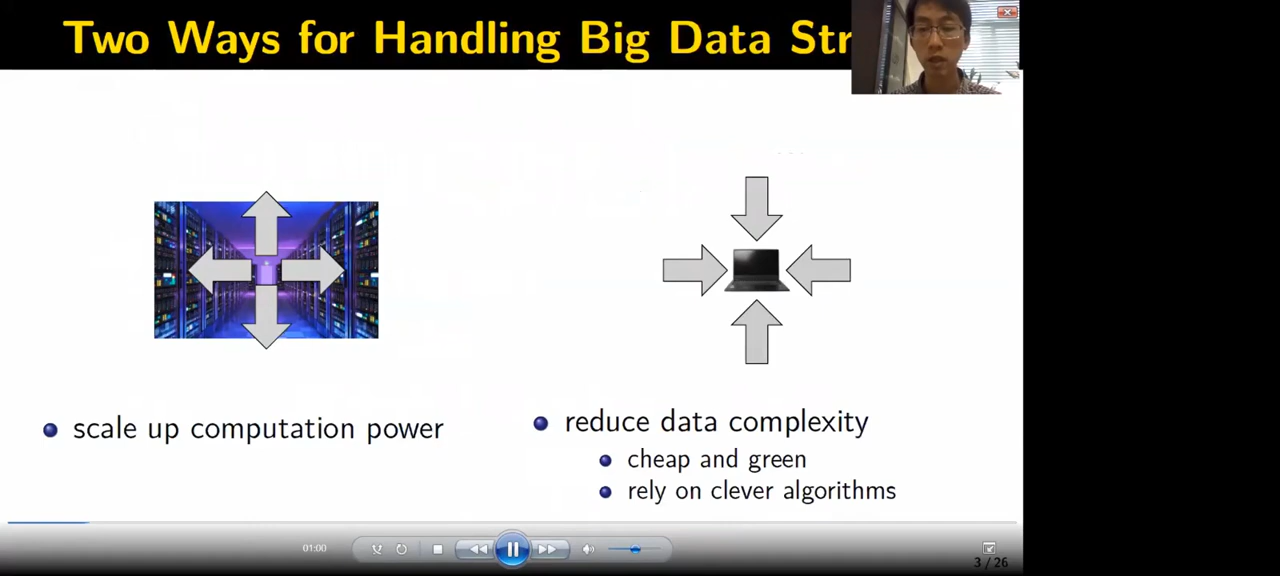 Two Ways for Handling Big Data Str
scale up computation power
reduce data complexity
cheap and green
rely on clever algorithms
01:00
3 / 26